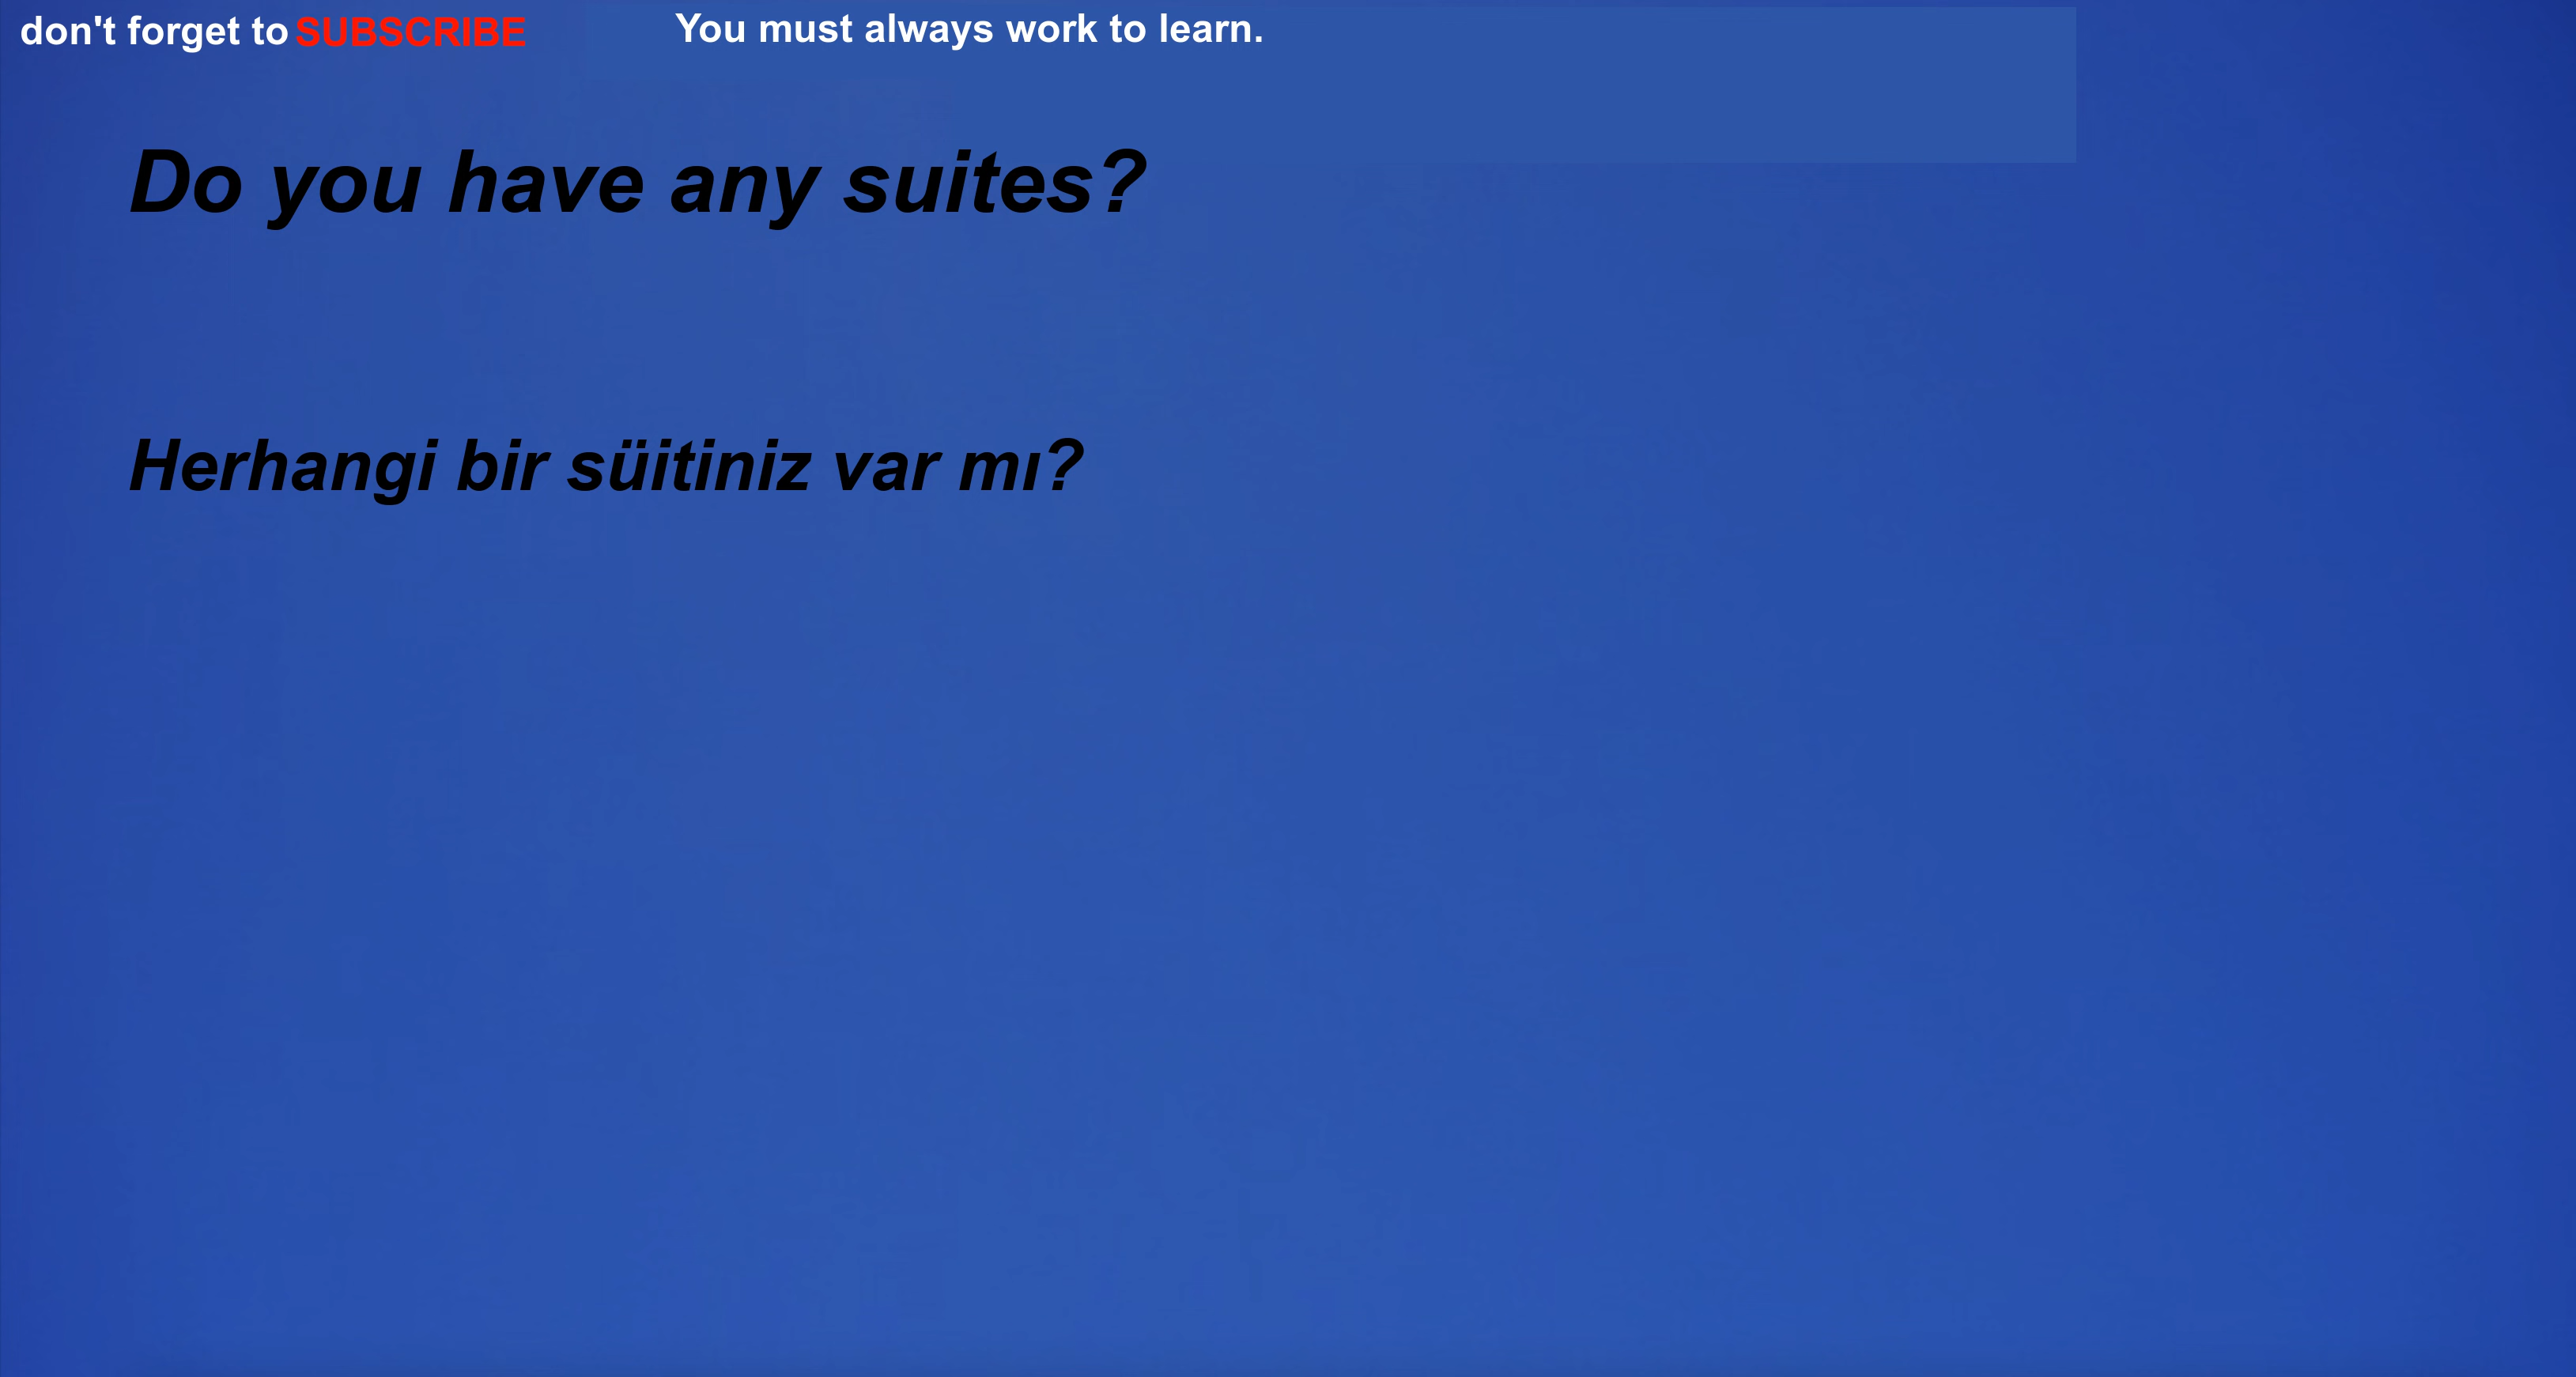 don't forget to SUBSCRIBE
You must always work to learn.
Do you have any suites?
Herhangi bir süitiniz var mı?